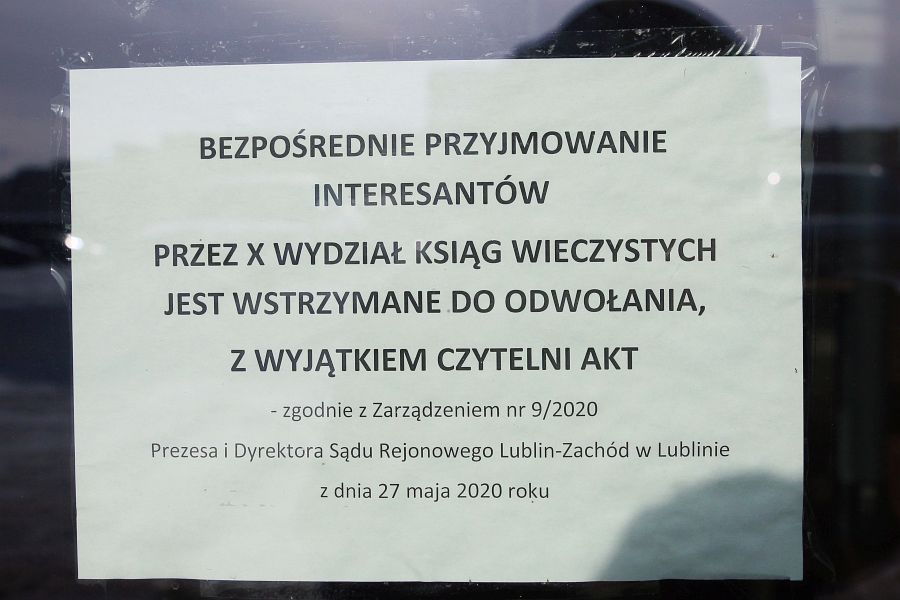 BEZPOŚREDNIE PRZYJMOWANIE
INTERESANTÓW
PRZEZ X WYDZIAŁ KSIĄG WIECZYSTYCH
JEST WSTRZYMANE DO ODWOŁANIA,
Z WYJĄTKIEM CZYTELNI AKT
- zgodnie z Zarządzeniem nr 9/2020
Prezesa i Dyrektora Sądu Rejonowego Lublin-Zachód w Lublinie
z dnia 27 maja 2020 roku